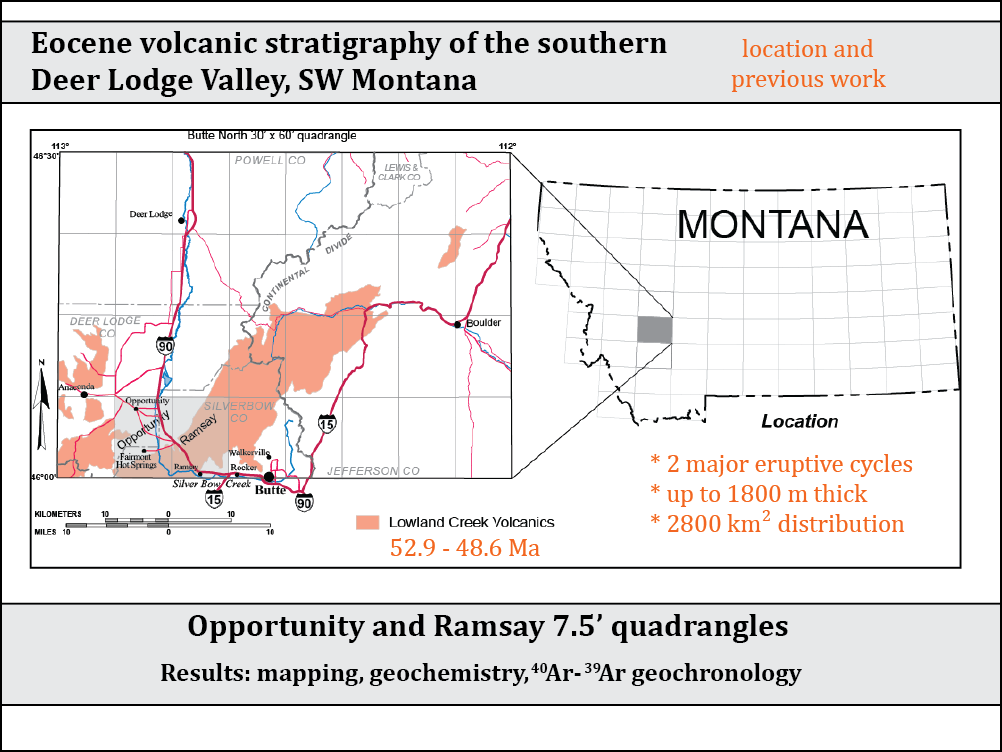 Eocene volcanic stratigraphy of the southern
Deer Lodge Valley, SW Montana
location and
previous work
Butte North 30' x 60' quadrangle
113°
112°
48°30'
POWELL CO
LEWIS &
CLARK CO
Deer Lodge
CONTINENTAL DIVIDE
DEER LODGE
CO
Boulder
90
N
Anaconda
Opportunity
Opportunity
Ramsay
SILVERBOW
CO
15
Fairmont
Hot Springs
Walkerville
Ramsay
Rocker
JEFFERSON CO
46°00'
Silver Bow Creek
Butte
15
90
KILOMETERS 10 0 10
MILES 10 0 10
Lowland Creek Volcanics
52.9 - 48.6 Ma
MONTANA
Location
* 2 major eruptive cycles
* up to 1800 m thick
* 2800 km² distribution
Opportunity and Ramsay 7.5’ quadrangles
Results: mapping, geochemistry, ⁴⁰Ar-³⁹Ar geochronology